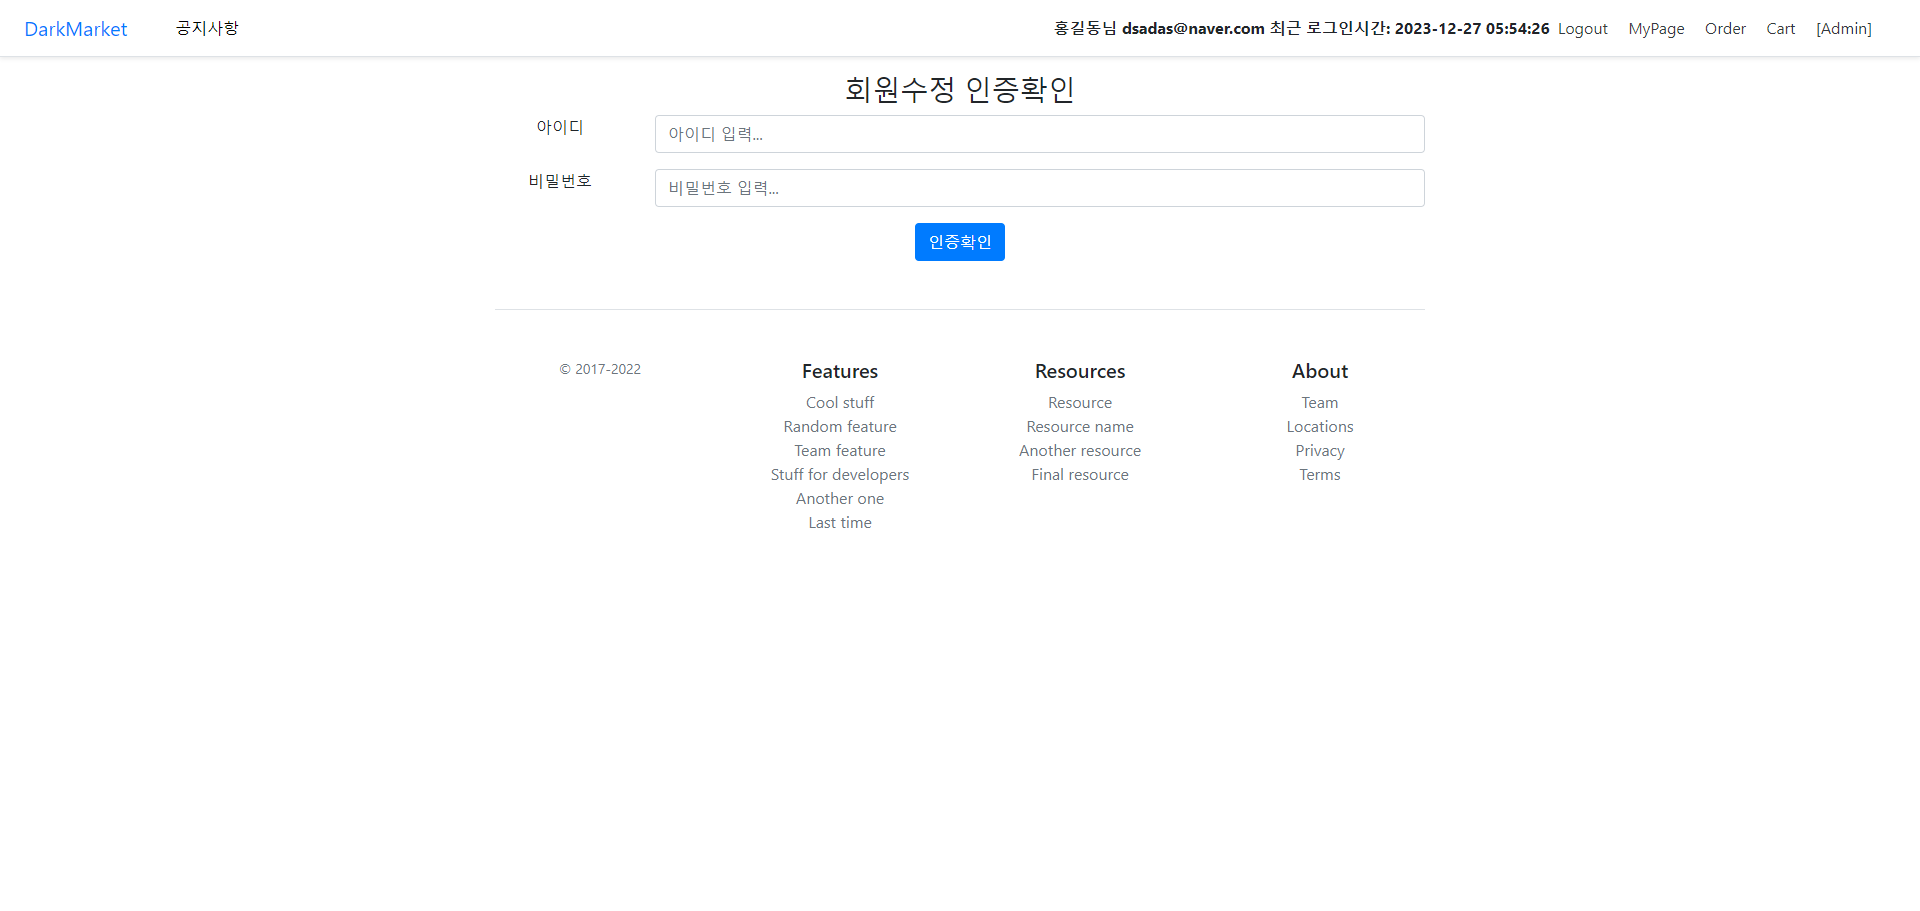 DarkMarket 공지사항 홍길동님 dsadas@naver.com 최근 로그인시간: 2023-12-27 05:54:26 Logout MyPage Order Cart [Admin]
회원수정 인증확인
아이디 아이디 입력...
비밀번호 비밀번호 입력...
인증확인
© 2017-2022
Features
Cool stuff
Random feature
Team feature
Stuff for developers
Another one
Last time
Resources
Resource
Resource name
Another resource
Final resource
About
Team
Locations
Privacy
Terms